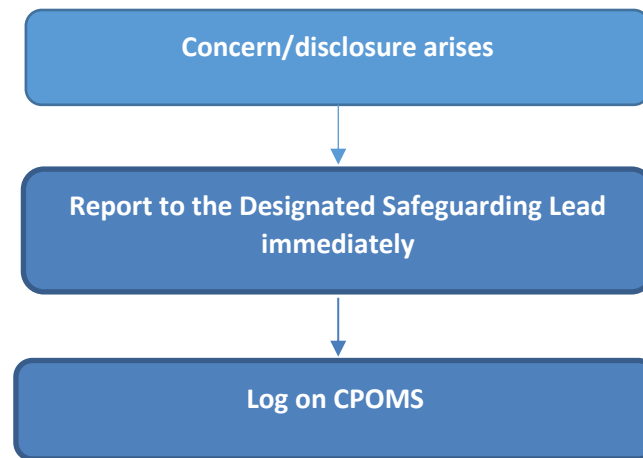 Concern/disclosure arises
Report to the Designated Safeguarding Lead
immediately
Log on CPOMS